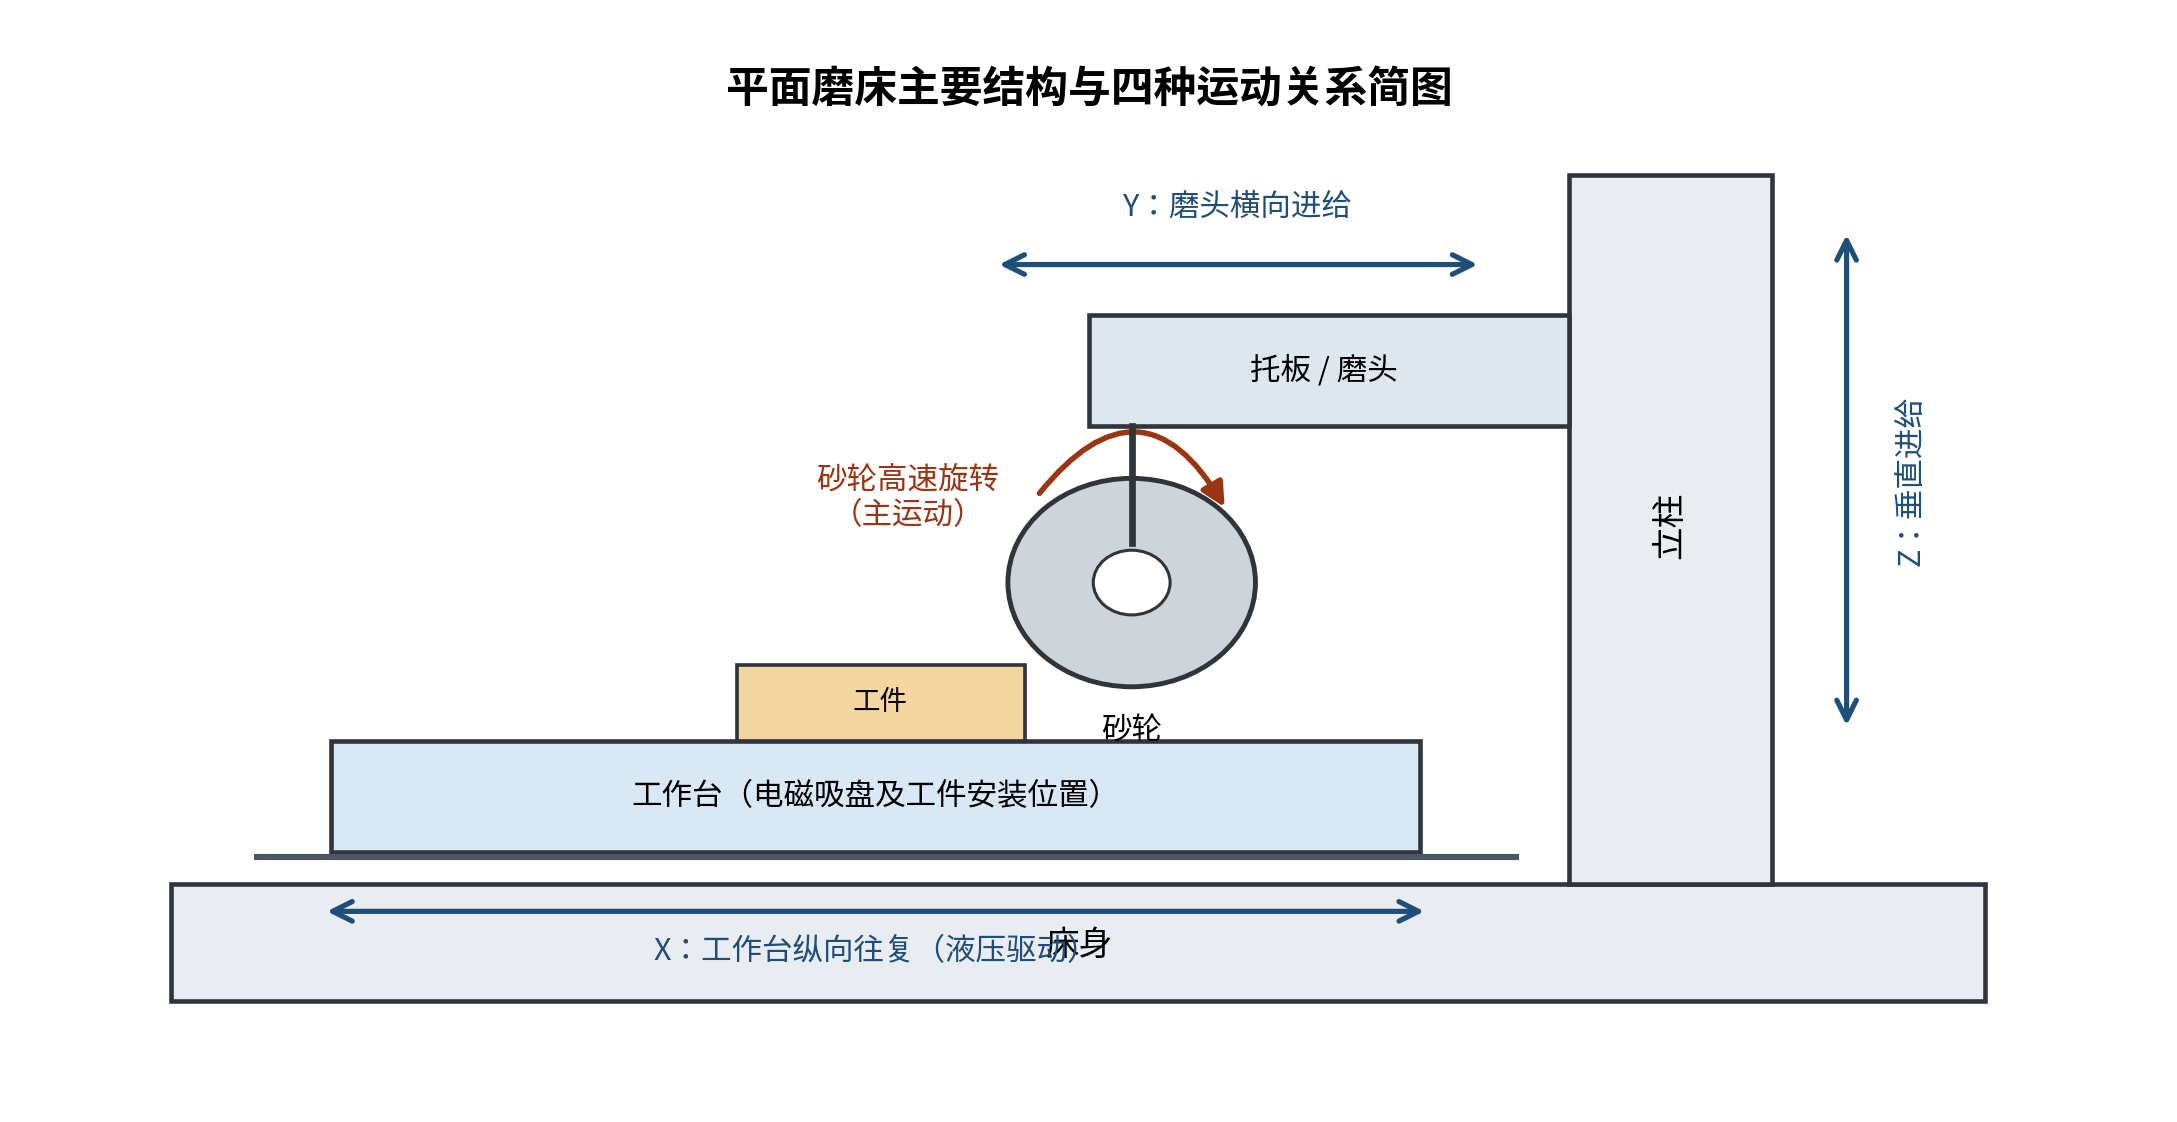 平面磨床主要结构与四种运动关系简图
Y：磨头横向进给
托板 / 磨头
砂轮高速旋转
（主运动）
立柱
Z：垂直进给
工件
砂轮
工作台（电磁吸盘及工件安装位置）
X：工作台纵向往复（液压驱动）
床身